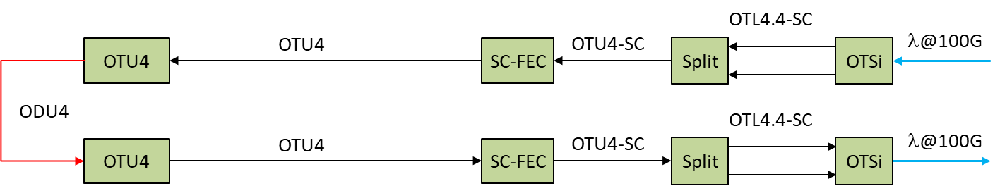 OTL4.4-SC
OTU4
OTU4-SC
λ@100G
OTU4
SC-FEC
Split
OTSi
ODU4
OTL4.4-SC
OTU4
OTU4-SC
λ@100G
OTU4
SC-FEC
Split
OTSi